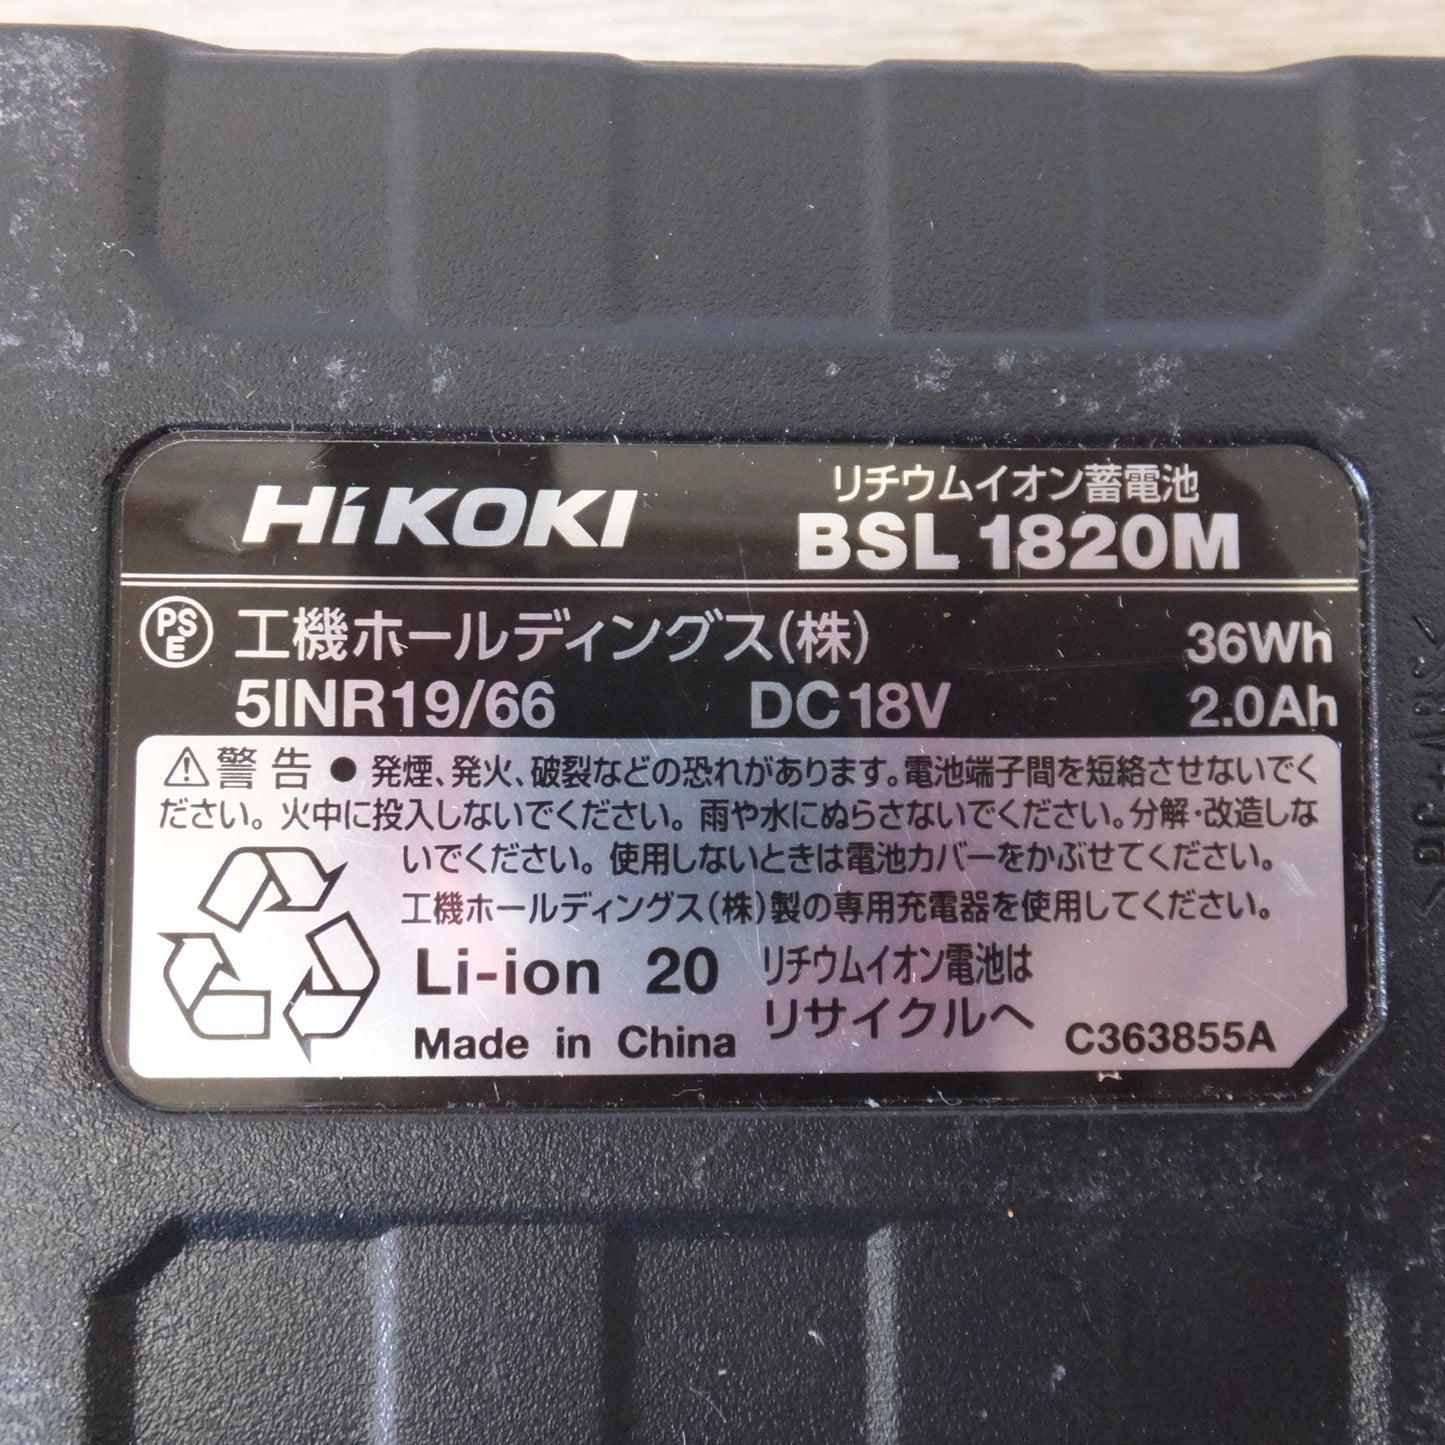 HiKOKI
リチウムイオン蓄電池
BSL 1820M
PSE 工機ホールディングス(株) 36Wh
5INR19/66 DC18V 2.0Ah
⚠警告 ●発煙、発火、破裂などの恐れがあります。電池端子間を短絡させないでく
ださい。火中に投入しないでください。雨や水にぬらさないでください。分解・改造しな
いでください。使用しないときは電池カバーをかぶせてください。
工機ホールディングス(株)製の専用充電器を使用してください。
Li-ion 20 リチウムイオン電池は
リサイクルへ
Made in China C363855A